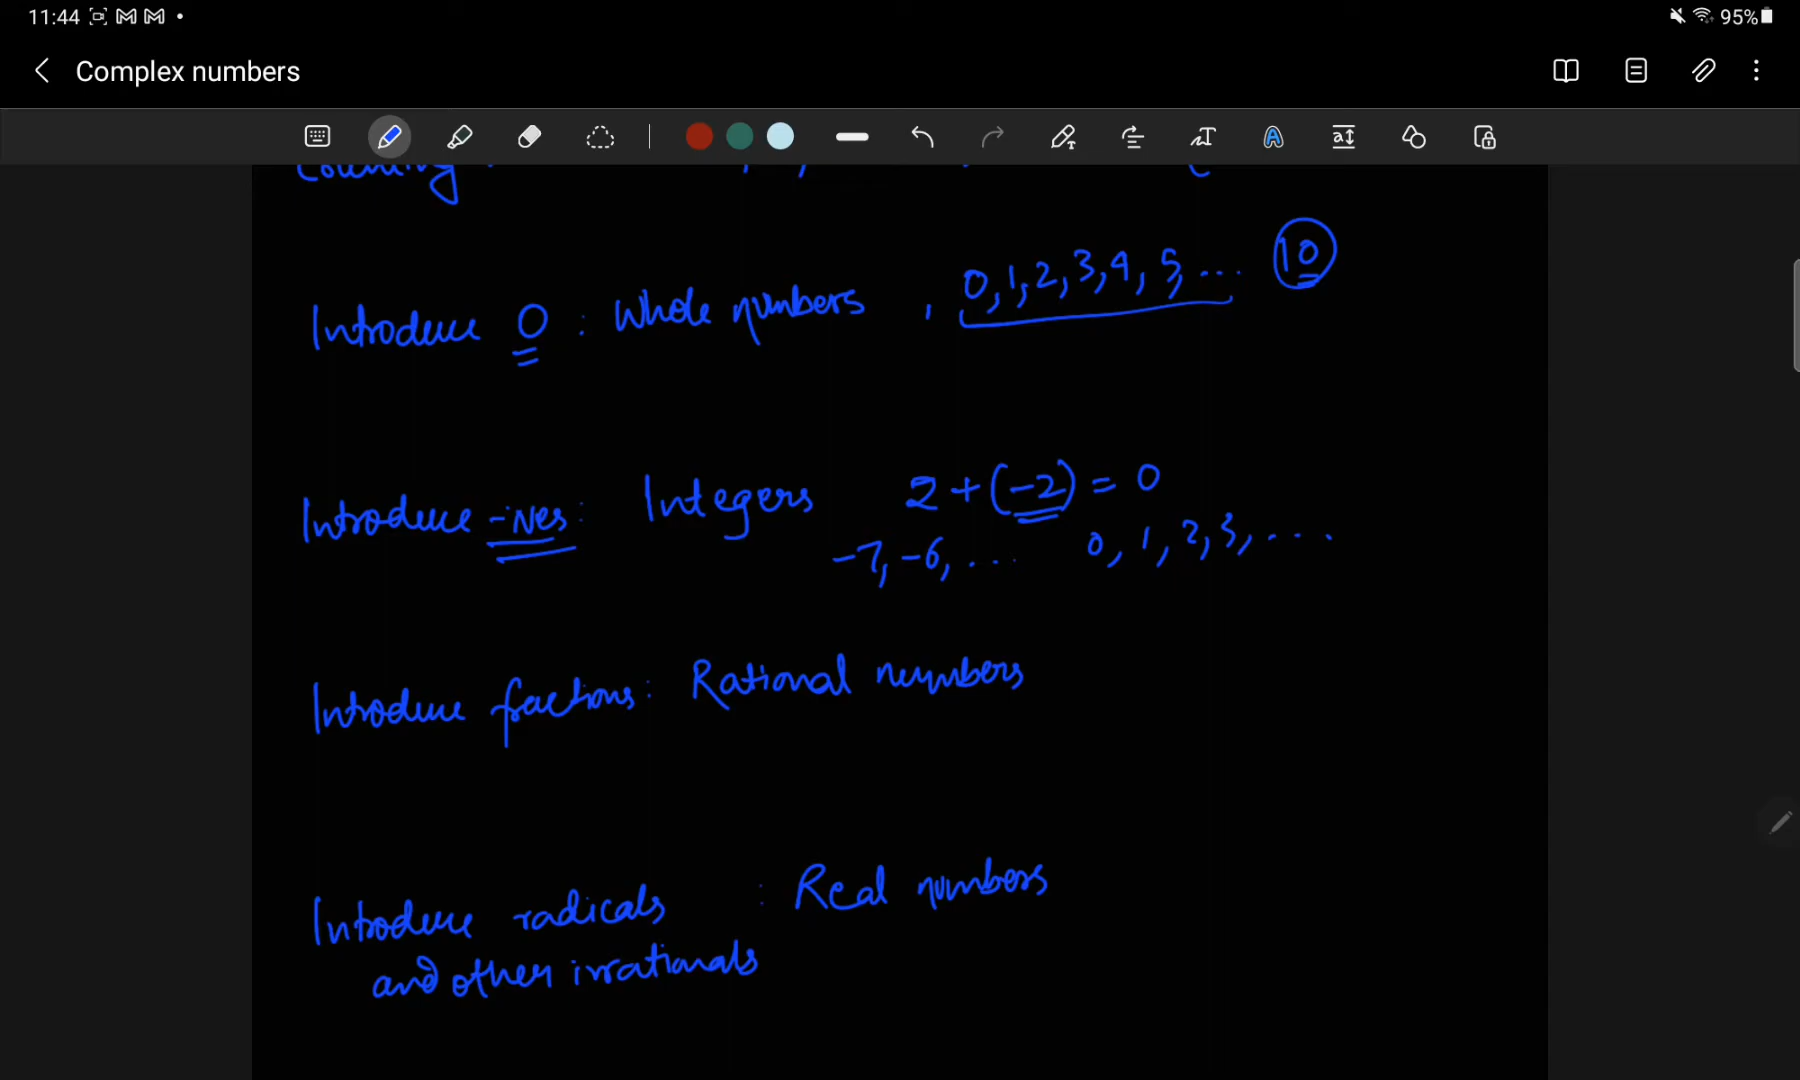 11:44
95%
Complex numbers
Counting
Introduce 0 : Whole numbers , 0,1,2,3,4,5,... 10
Introduce -ives : Integers 2+(-2) = 0
-7,-6,... 0,1,2,3,...
Introduce fractions : Rational numbers
Introduce radicals : Real numbers
and other irrationals